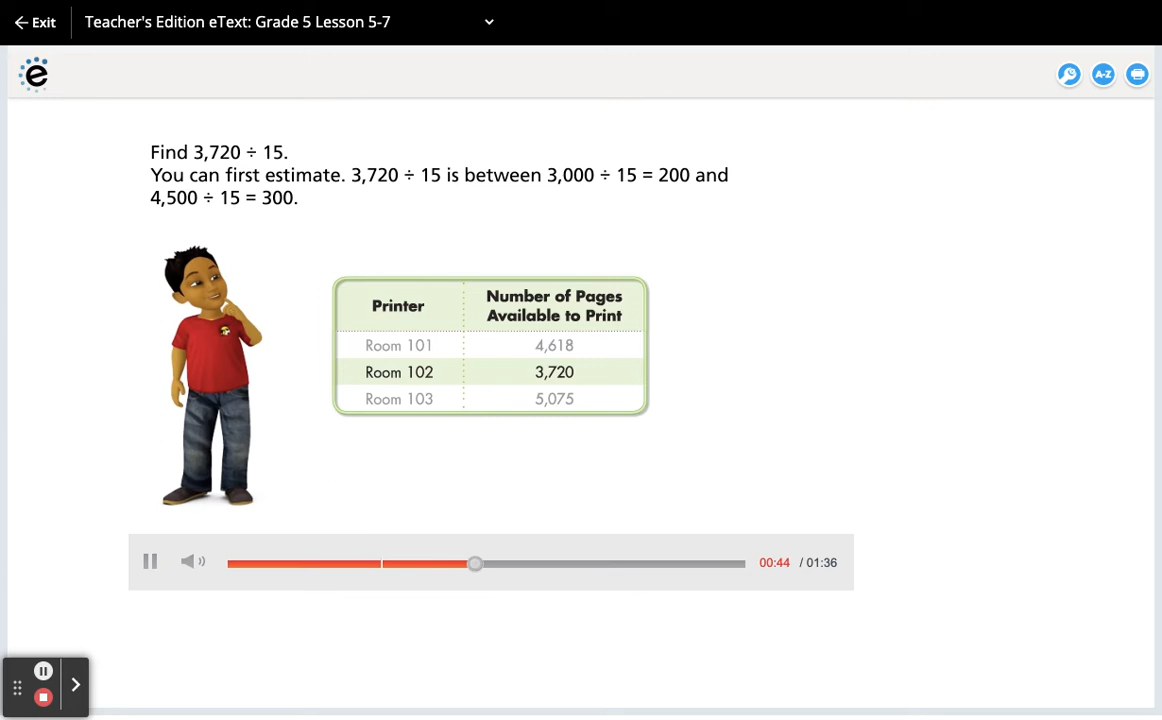 Exit
Teacher's Edition eText: Grade 5 Lesson 5-7
e
A-Z
Find 3,720 ÷ 15.
You can first estimate. 3,720 ÷ 15 is between 3,000 ÷ 15 = 200 and
4,500 ÷ 15 = 300.
Printer
Number of Pages
Available to Print
Room 101 4,618
Room 102 3,720
Room 103 5,075
00:44 / 01:36